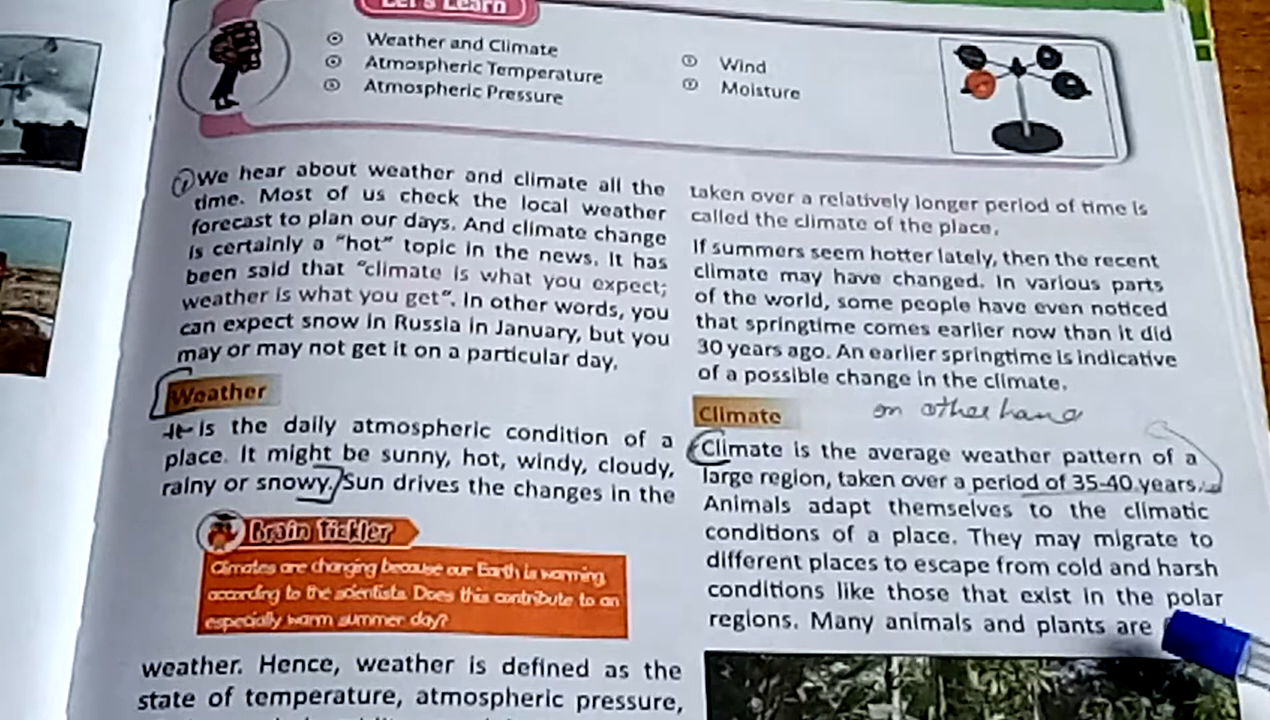 Let's Learn
Weather and Climate
Atmospheric Temperature
Atmospheric Pressure
Wind
Moisture
We hear about weather and climate all the
time. Most of us check the local weather
forecast to plan our days. And climate change
is certainly a "hot" topic in the news. It has
been said that "climate is what you expect;
weather is what you get". In other words, you
can expect snow in Russia in January, but you
may or may not get it on a particular day.
Weather
It is the daily atmospheric condition of a
place. It might be sunny, hot, windy, cloudy,
rainy or snowy. Sun drives the changes in the
Brain Tickler
Climates are changing because our Earth is warming,
according to the scientists. Does this contribute to an
especially warm summer day?
weather. Hence, weather is defined as the
state of temperature, atmospheric pressure,
taken over a relatively longer period of time is
called the climate of the place.
If summers seem hotter lately, then the recent
climate may have changed. In various parts
of the world, some people have even noticed
that springtime comes earlier now than it did
30 years ago. An earlier springtime is indicative
of a possible change in the climate.
Climate on other hand
Climate is the average weather pattern of a
large region, taken over a period of 35-40 years.
Animals adapt themselves to the climatic
conditions of a place. They may migrate to
different places to escape from cold and harsh
conditions like those that exist in the polar
regions. Many animals and plants are